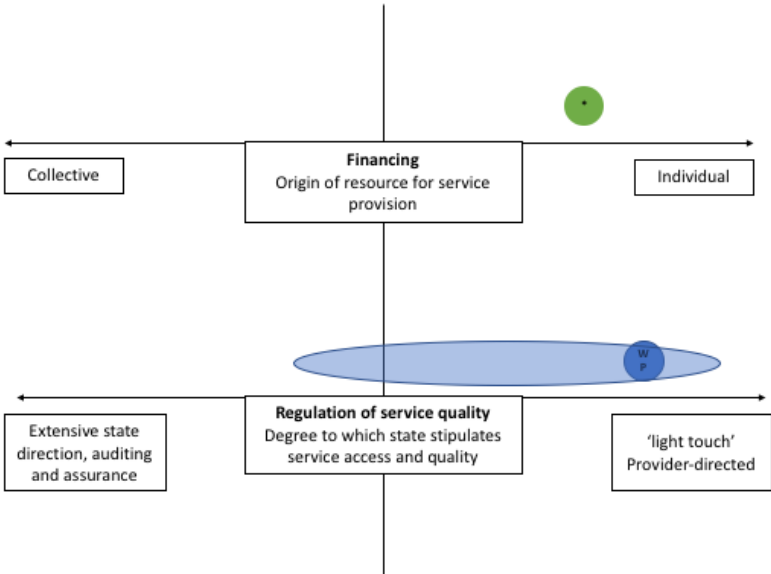 *
Collective
Financing
Origin of resource for service
provision
Individual
W
P
Extensive state
direction, auditing
and assurance
Regulation of service quality
Degree to which state stipulates
service access and quality
‘light touch’
Provider-directed